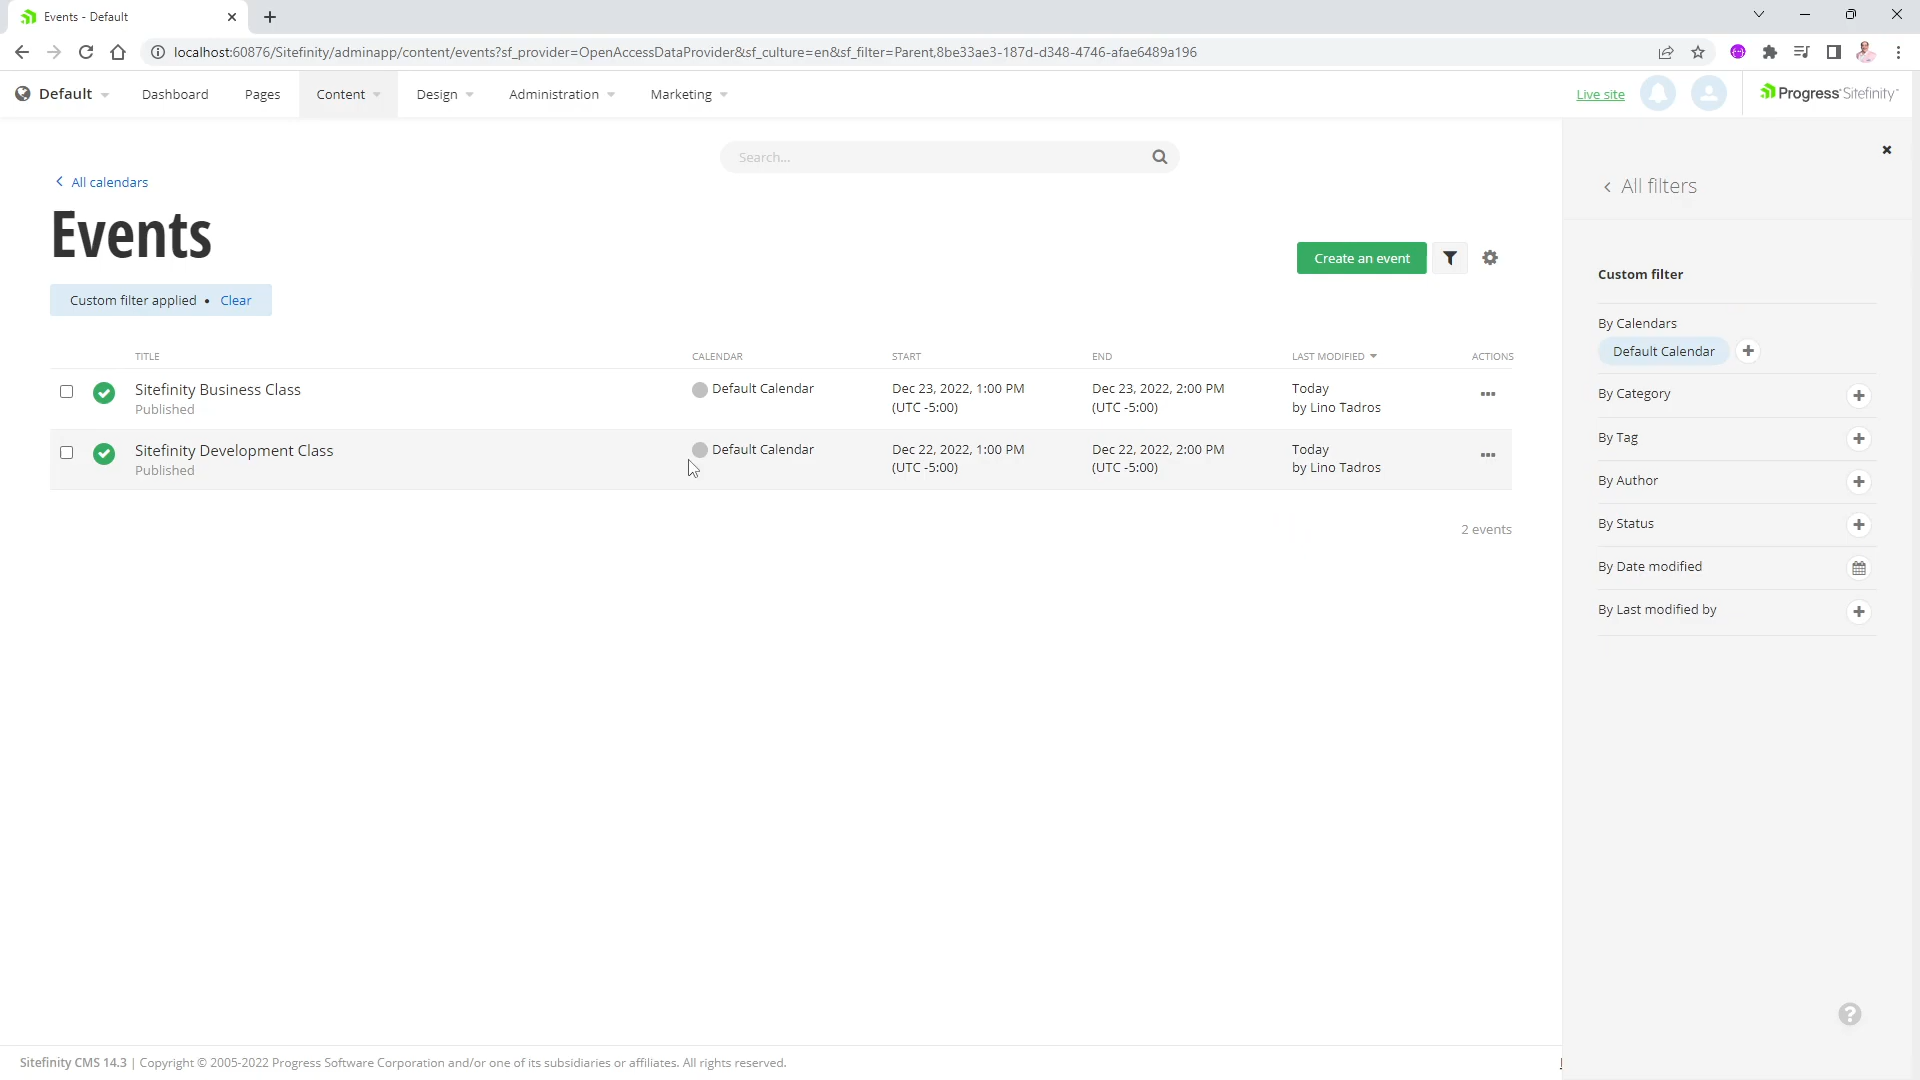 Events - Default
localhost:60876/Sitefinity/adminapp/content/events?sf_provider=OpenAccessDataProvider&sf_culture=en&sf_filter=Parent,8be33ae3-187d-d348-4746-afae6489a196
Default Dashboard Pages Content Design Administration Marketing Live site Progress Sitefinity
Search...
All calendars
Events
Create an event
Custom filter applied • Clear
TITLE CALENDAR START END LAST MODIFIED ACTIONS
Sitefinity Business Class Default Calendar Dec 23, 2022, 1:00 PM Dec 23, 2022, 2:00 PM Today
Published (UTC -5:00) (UTC -5:00) by Lino Tadros
Sitefinity Development Class Default Calendar Dec 22, 2022, 1:00 PM Dec 22, 2022, 2:00 PM Today
Published (UTC -5:00) (UTC -5:00) by Lino Tadros
2 events
All filters
Custom filter
By Calendars
Default Calendar
By Category
By Tag
By Author
By Status
By Date modified
By Last modified by
?
Sitefinity CMS 14.3 | Copyright © 2005-2022 Progress Software Corporation and/or one of its subsidiaries or affiliates. All rights reserved.